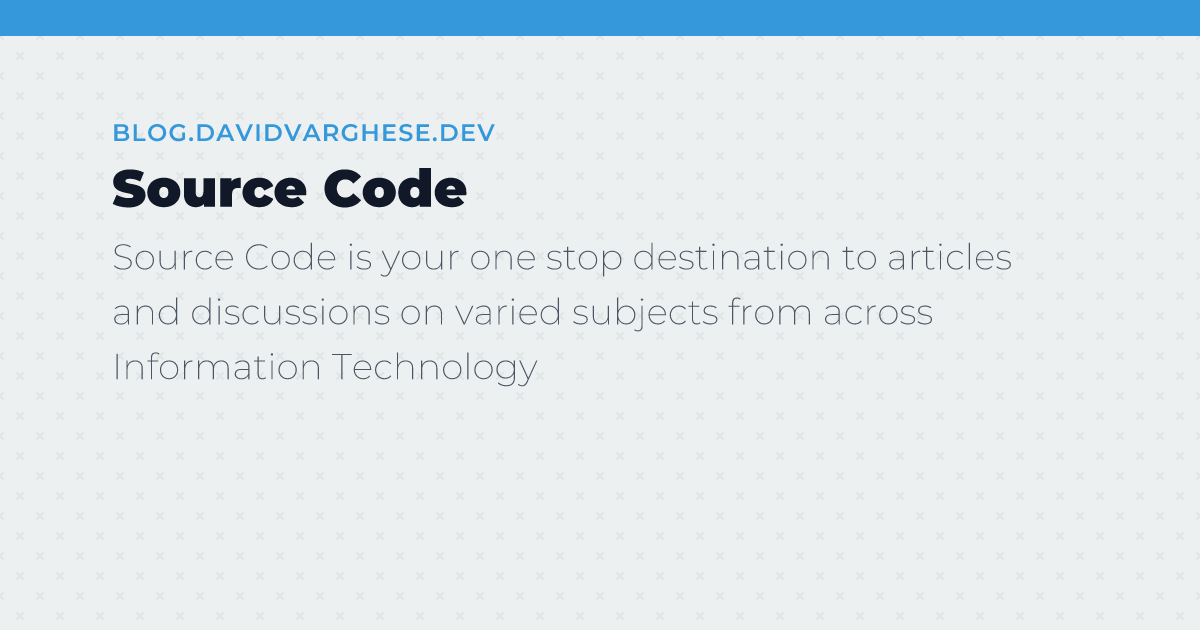 BLOG.DAVIDVARGHESE.DEV
Source Code
Source Code is your one stop destination to articles
and discussions on varied subjects from across
Information Technology